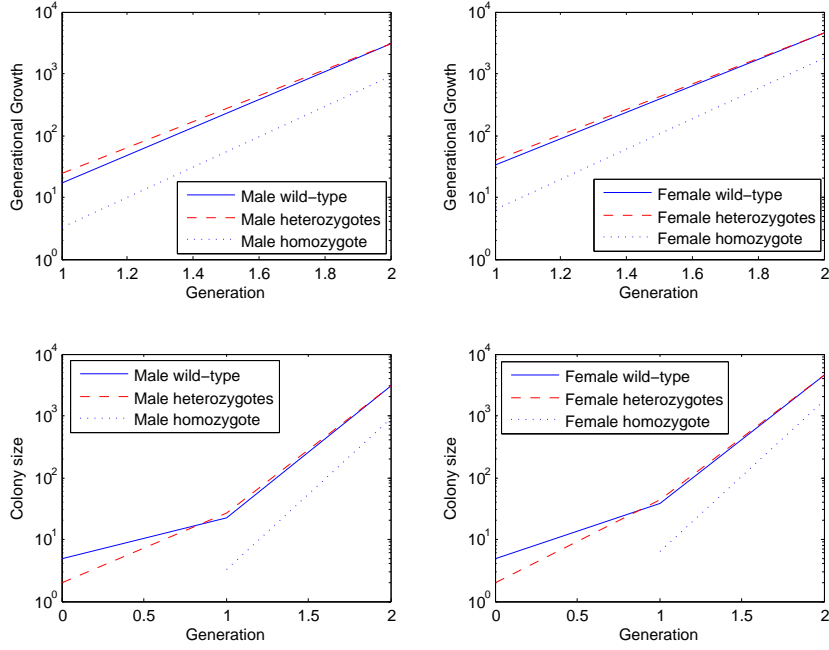 10^4
10^3
10^2
10^1
10^0
Generational Growth
Male wild−type
Male heterozygotes
Male homozygote
1
1.2
1.4
1.6
1.8
2
Generation
10^4
10^3
10^2
10^1
10^0
Generational Growth
Female wild−type
Female heterozygotes
Female homozygote
1
1.2
1.4
1.6
1.8
2
Generation
10^4
10^3
10^2
10^1
10^0
Colony size
Male wild−type
Male heterozygotes
Male homozygote
0
0.5
1
1.5
2
Generation
10^4
10^3
10^2
10^1
10^0
Colony size
Female wild−type
Female heterozygotes
Female homozygote
0
0.5
1
1.5
2
Generation